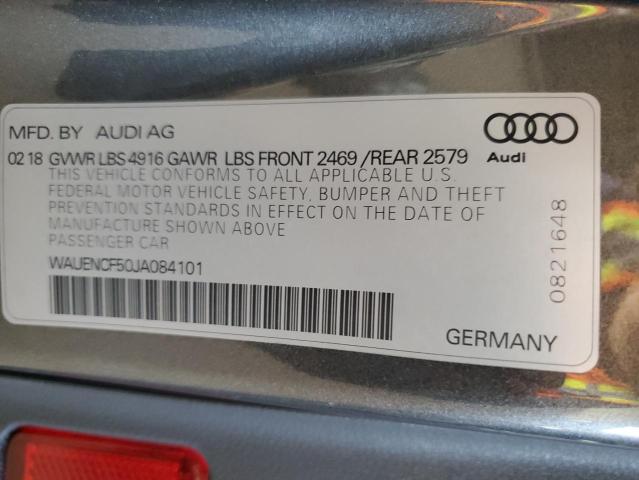 MFD. BY AUDI AG
02 18 GVWR LBS 4916 GAWR LBS FRONT 2469 /REAR 2579
Audi
THIS VEHICLE CONFORMS TO ALL APPLICABLE U.S.
FEDERAL MOTOR VEHICLE SAFETY, BUMPER AND THEFT
PREVENTION STANDARDS IN EFFECT ON THE DATE OF
MANUFACTURE SHOWN ABOVE
PASSENGER CAR
WAUENCF50JA084101
0821648
GERMANY